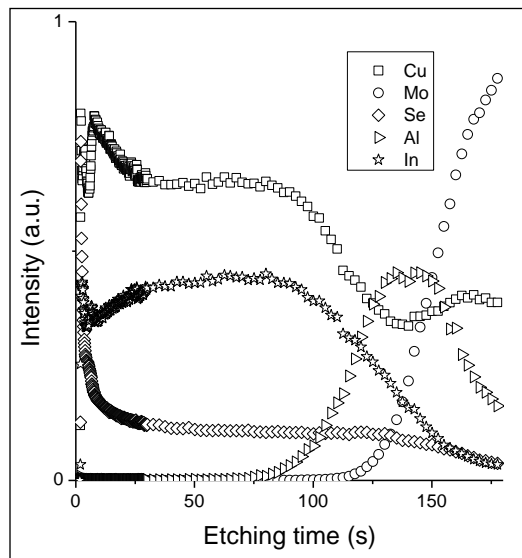 1
Cu
Mo
Se
Al
In
Intensity (a.u.)
0
0 50 100 150
Etching time (s)